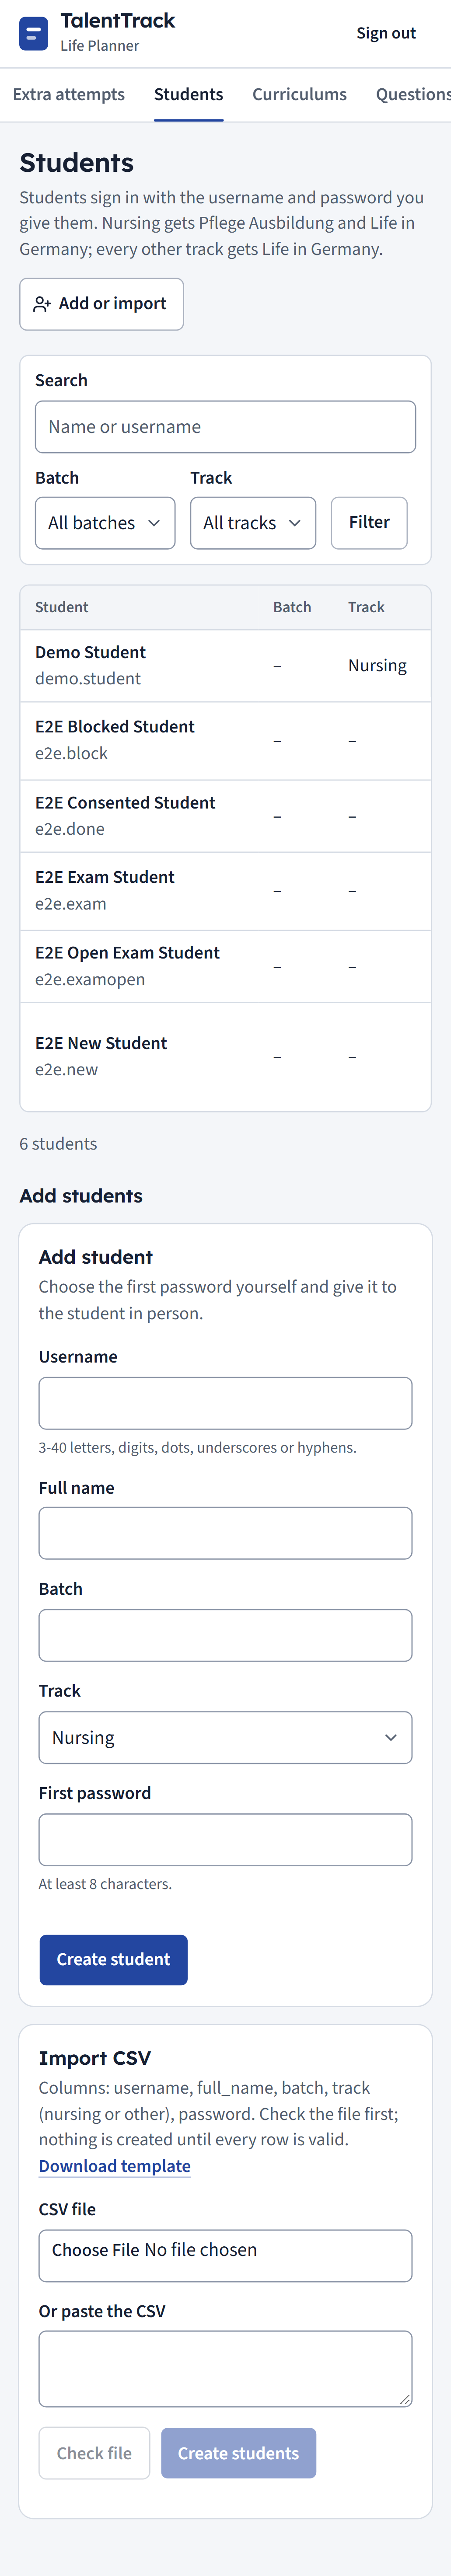 TalentTrack
Life Planner
Sign out
Extra attempts
Students
Curriculums
Questions
Students
Students sign in with the username and password you
give them. Nursing gets Pflege Ausbildung and Life in
Germany; every other track gets Life in Germany.
Add or import
Search
Name or username
Batch
Track
All batches
All tracks
Filter
Student
Batch
Track
Demo Student
demo.student
–
Nursing
E2E Blocked Student
e2e.block
–
–
E2E Consented Student
e2e.done
–
–
E2E Exam Student
e2e.exam
–
–
E2E Open Exam Student
e2e.examopen
–
–
E2E New Student
e2e.new
–
–
6 students
Add students
Add student
Choose the first password yourself and give it to
the student in person.
Username
3-40 letters, digits, dots, underscores or hyphens.
Full name
Batch
Track
Nursing
First password
At least 8 characters.
Create student
Import CSV
Columns: username, full_name, batch, track
(nursing or other), password. Check the file first;
nothing is created until every row is valid.
Download template
CSV file
Choose File No file chosen
Or paste the CSV
Check file
Create students